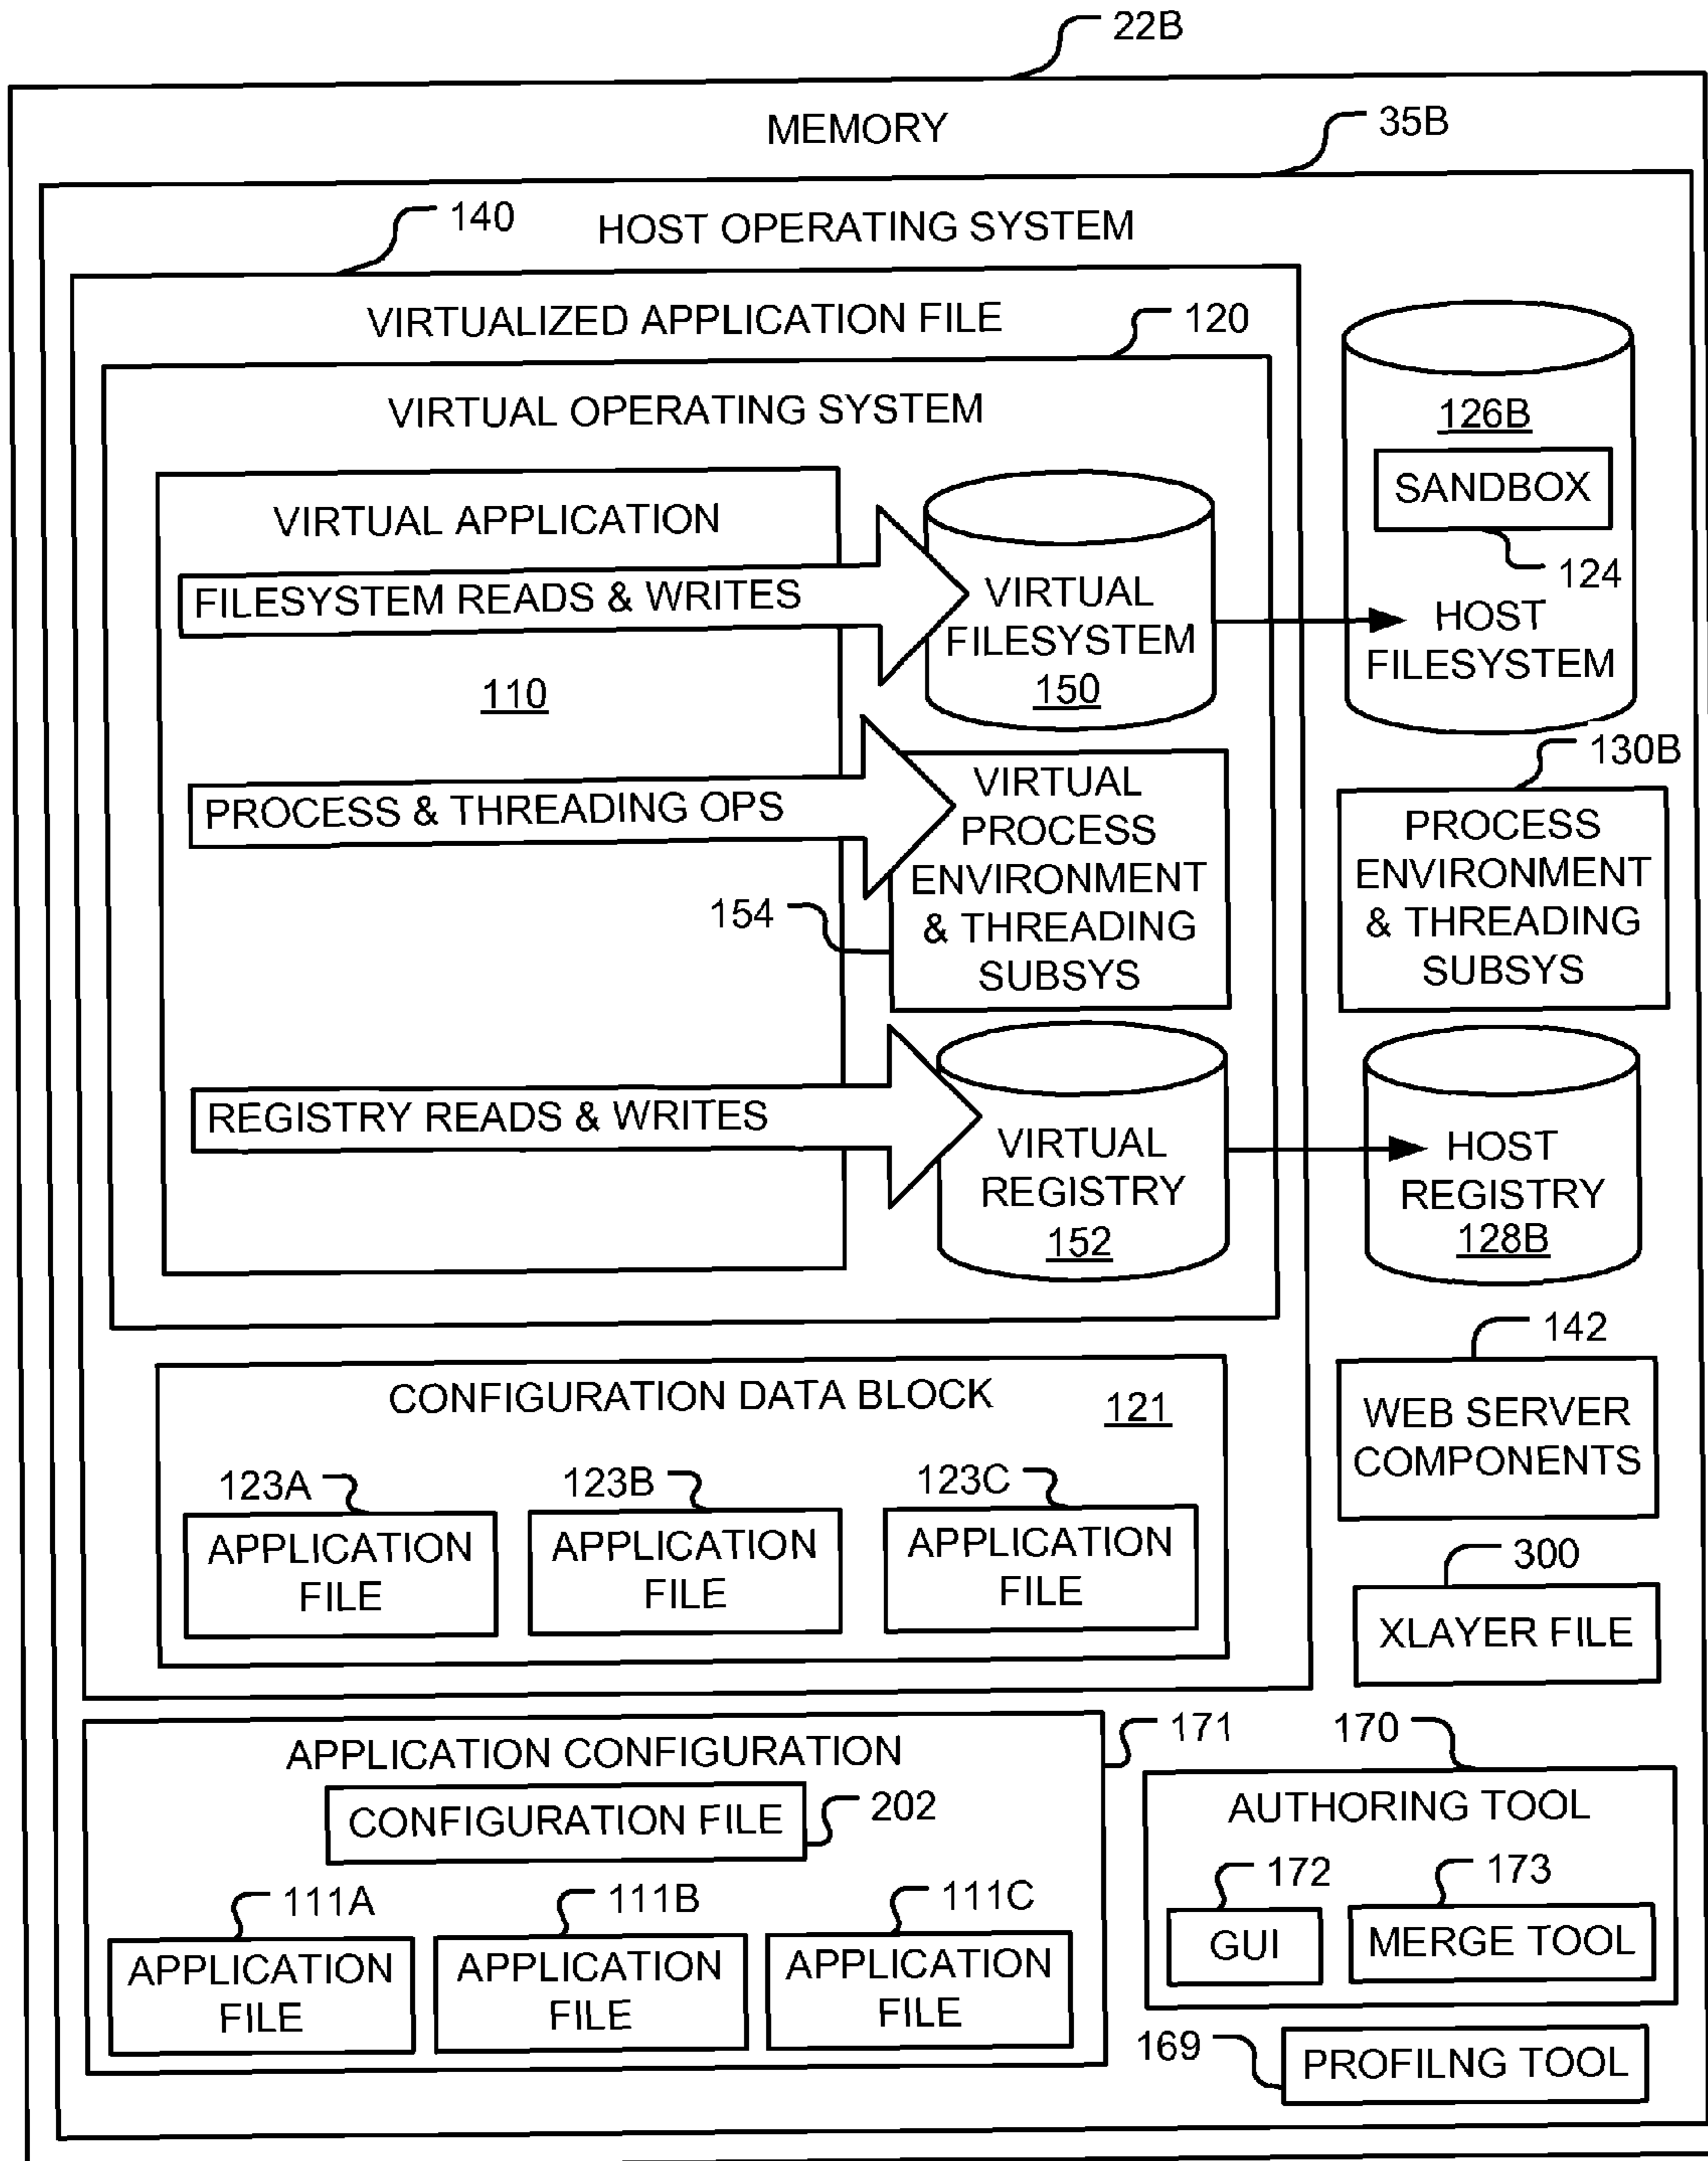 22B
MEMORY
35B
HOST OPERATING SYSTEM
140
VIRTUALIZED APPLICATION FILE
120
VIRTUAL OPERATING SYSTEM
VIRTUAL APPLICATION
FILESYSTEM READS & WRITES
110
PROCESS & THREADING OPS
154
REGISTRY READS & WRITES
VIRTUAL
FILESYSTEM
150
VIRTUAL
PROCESS
ENVIRONMENT
& THREADING
SUBSYS
VIRTUAL
REGISTRY
152
126B
SANDBOX
124
HOST
FILESYSTEM
130B
PROCESS
ENVIRONMENT
& THREADING
SUBSYS
HOST
REGISTRY
128B
CONFIGURATION DATA BLOCK
121
123A
APPLICATION
FILE
123B
APPLICATION
FILE
123C
APPLICATION
FILE
142
WEB SERVER
COMPONENTS
300
XLAYER FILE
APPLICATION CONFIGURATION
171
CONFIGURATION FILE
202
111A
APPLICATION
FILE
111B
APPLICATION
FILE
111C
APPLICATION
FILE
170
AUTHORING TOOL
172
GUI
173
MERGE TOOL
169
PROFILNG TOOL